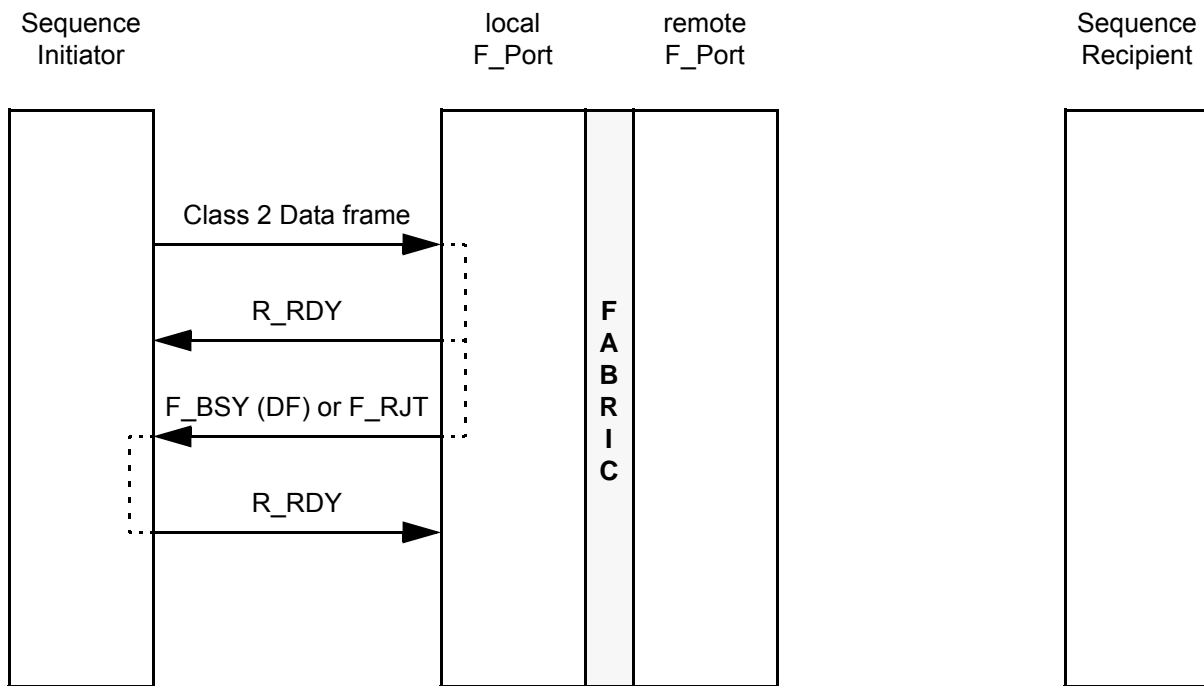 Sequence
Initiator
local
F_Port
remote
F_Port
Sequence
Recipient
Class 2 Data frame
R_RDY
F_BSY (DF) or F_RJT
R_RDY
F
A
B
R
I
C